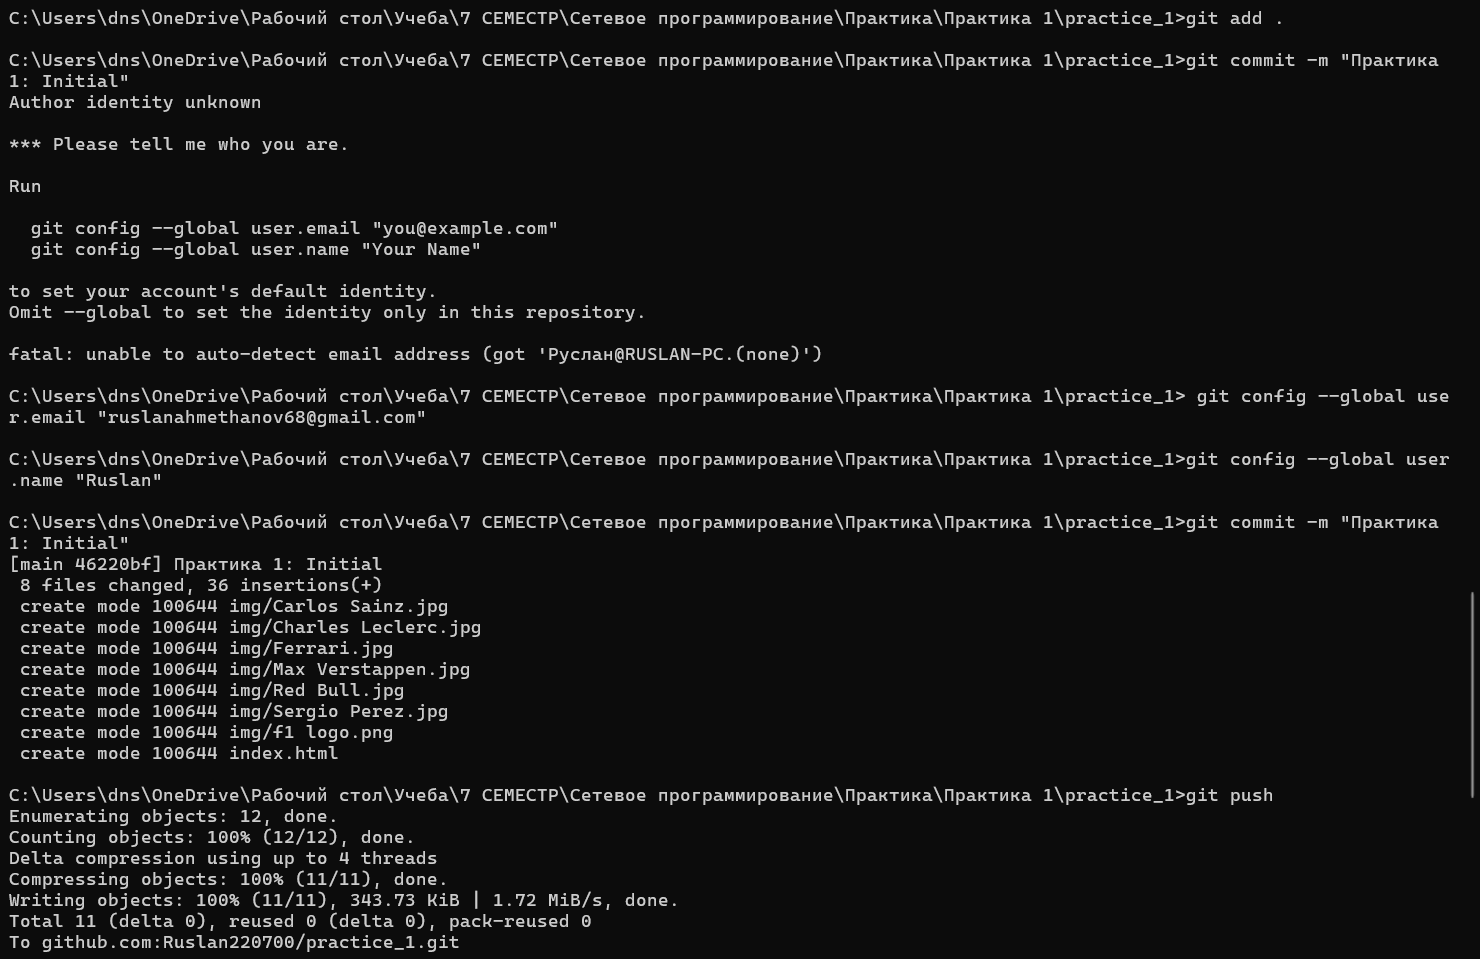 C:\Users\dns\OneDrive\Рабочий стол\Учеба\7 СЕМЕСТР\Сетевое программирование\Практика\Практика 1\practice_1>git add .
C:\Users\dns\OneDrive\Рабочий стол\Учеба\7 СЕМЕСТР\Сетевое программирование\Практика\Практика 1\practice_1>git commit -m "Практика
1: Initial"
Author identity unknown
*** Please tell me who you are.
Run
  git config --global user.email "you@example.com"
  git config --global user.name "Your Name"
to set your account's default identity.
Omit --global to set the identity only in this repository.
fatal: unable to auto-detect email address (got 'Руслан@RUSLAN-PC.(none)')
C:\Users\dns\OneDrive\Рабочий стол\Учеба\7 СЕМЕСТР\Сетевое программирование\Практика\Практика 1\practice_1> git config --global use
r.email "ruslanahmethanov68@gmail.com"
C:\Users\dns\OneDrive\Рабочий стол\Учеба\7 СЕМЕСТР\Сетевое программирование\Практика\Практика 1\practice_1>git config --global user
.name "Ruslan"
C:\Users\dns\OneDrive\Рабочий стол\Учеба\7 СЕМЕСТР\Сетевое программирование\Практика\Практика 1\practice_1>git commit -m "Практика
1: Initial"
[main 46220bf] Практика 1: Initial
 8 files changed, 36 insertions(+)
 create mode 100644 img/Carlos Sainz.jpg
 create mode 100644 img/Charles Leclerc.jpg
 create mode 100644 img/Ferrari.jpg
 create mode 100644 img/Max Verstappen.jpg
 create mode 100644 img/Red Bull.jpg
 create mode 100644 img/Sergio Perez.jpg
 create mode 100644 img/f1 logo.png
 create mode 100644 index.html
C:\Users\dns\OneDrive\Рабочий стол\Учеба\7 СЕМЕСТР\Сетевое программирование\Практика\Практика 1\practice_1>git push
Enumerating objects: 12, done.
Counting objects: 100% (12/12), done.
Delta compression using up to 4 threads
Compressing objects: 100% (11/11), done.
Writing objects: 100% (11/11), 343.73 KiB | 1.72 MiB/s, done.
Total 11 (delta 0), reused 0 (delta 0), pack-reused 0
To github.com:Ruslan220700/practice_1.git